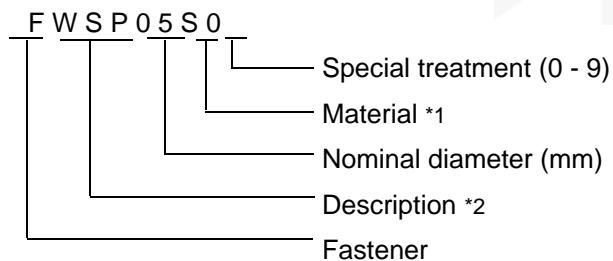 F W S P 0 5 S 0
Special treatment (0 - 9)
Material *1
Nominal diameter (mm)
Description *2
Fastener